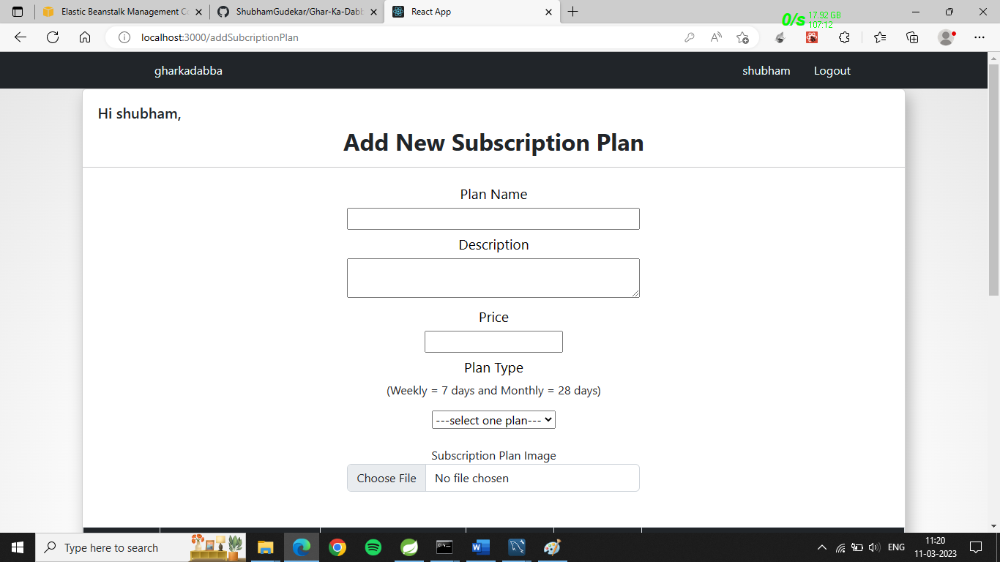 Elastic Beanstalk Management Co
ShubhamGudekar/Ghar-Ka-Dabb
React App
0/s 17.92 GB
107:12
localhost:3000/addSubcriptionPlan
gharkadabba
shubham
Logout
Hi shubham,
Add New Subscription Plan
Plan Name
Description
Price
Plan Type
(Weekly = 7 days and Monthly = 28 days)
---select one plan---
Subscription Plan Image
Choose File No file chosen
Type here to search
ENG
11:20
11-03-2023